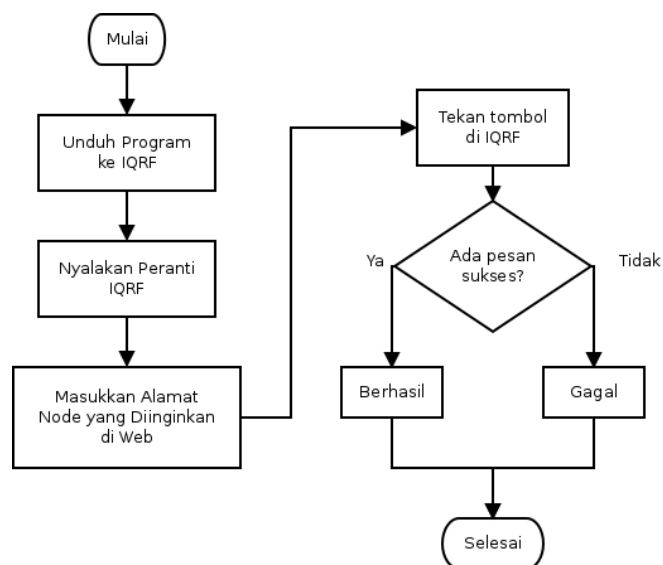 Mulai
Unduh Program
ke IQRF
Nyalakan Peranti
IQRF
Masukkan Alamat
Node yang Diinginkan
di Web
Tekan tombol
di IQRF
Ada pesan
sukses?
Ya
Tidak
Berhasil
Gagal
Selesai